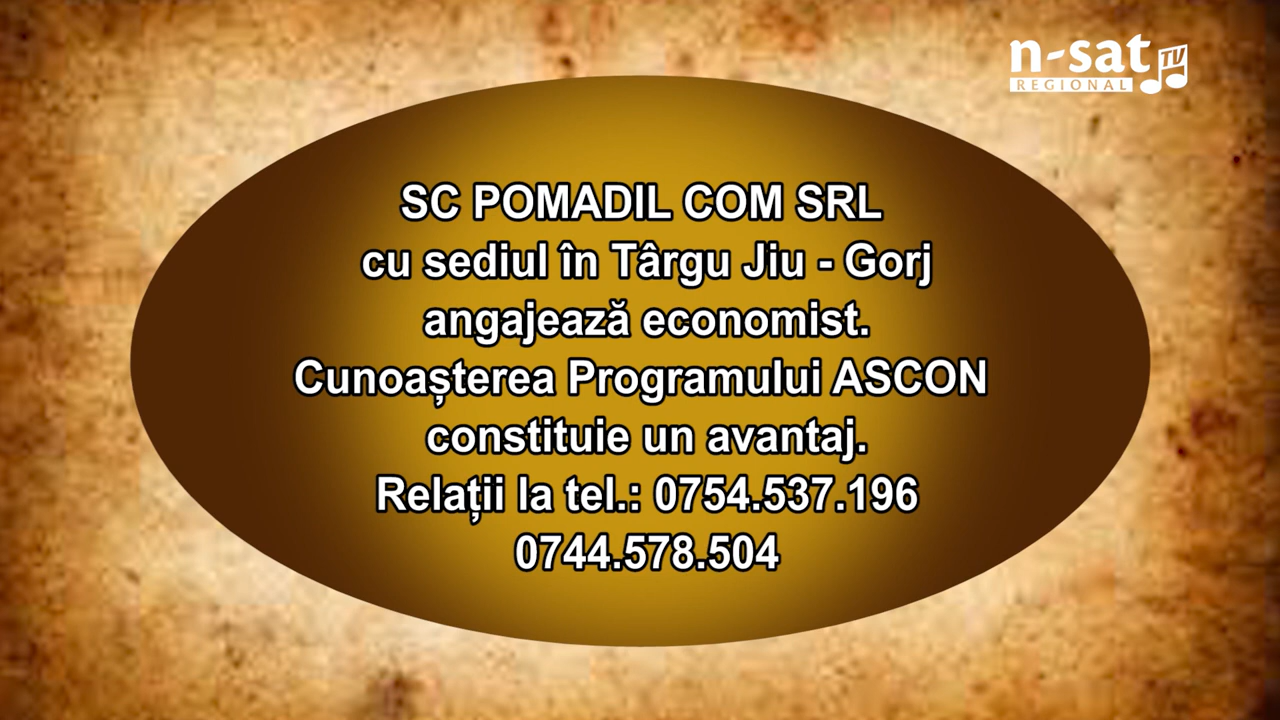 n-sat TV
REGIONAL
SC POMADIL COM SRL
cu sediul în Târgu Jiu - Gorj
angajează economist.
Cunoașterea Programului ASCON
constituie un avantaj.
Relații la tel.: 0754.537.196
0744.578.504